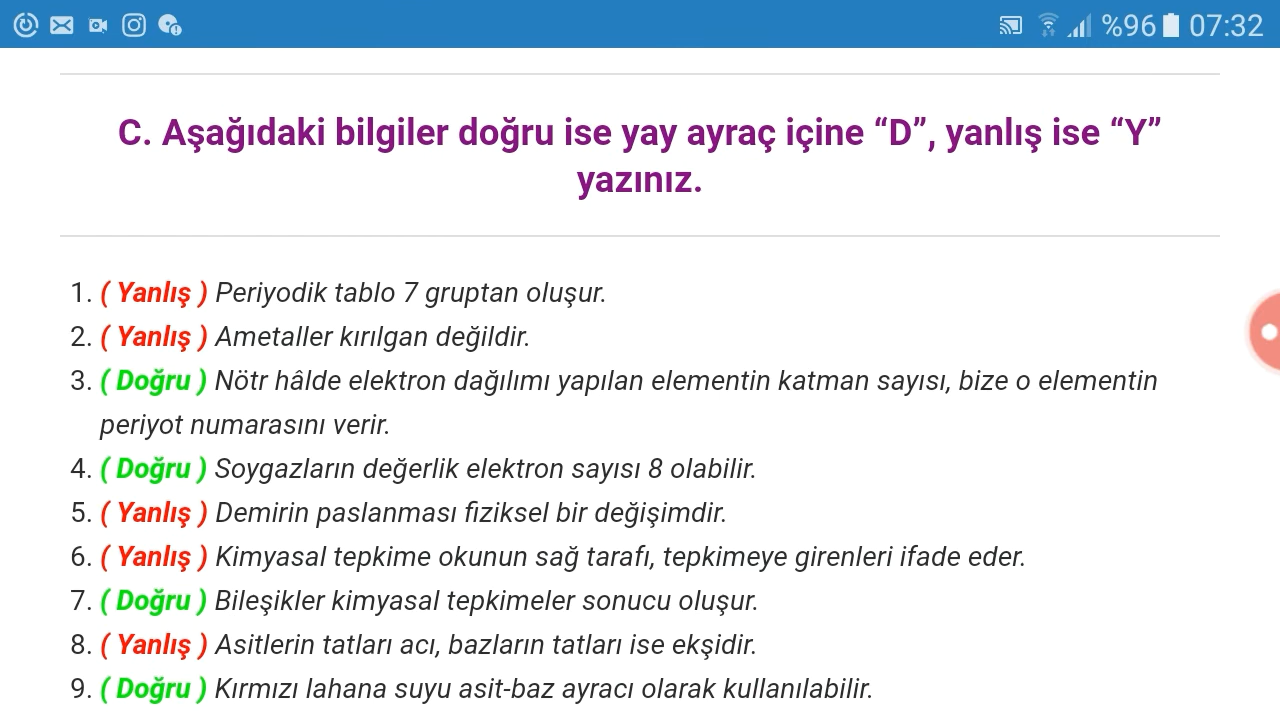 %96 07:32
C. Aşağıdaki bilgiler doğru ise yay ayraç içine “D”, yanlış ise “Y”
yazınız.
1. ( Yanlış ) Periyodik tablo 7 gruptan oluşur.
2. ( Yanlış ) Ametaller kırılgan değildir.
3. ( Doğru ) Nötr hâlde elektron dağılımı yapılan elementin katman sayısı, bize o elementin
periyot numarasını verir.
4. ( Doğru ) Soygazların değerlik elektron sayısı 8 olabilir.
5. ( Yanlış ) Demirin paslanması fiziksel bir değişimdir.
6. ( Yanlış ) Kimyasal tepkime okunun sağ tarafı, tepkimeye girenleri ifade eder.
7. ( Doğru ) Bileşikler kimyasal tepkimeler sonucu oluşur.
8. ( Yanlış ) Asitlerin tatları acı, bazların tatları ise ekşidir.
9. ( Doğru ) Kırmızı lahana suyu asit-baz ayracı olarak kullanılabilir.